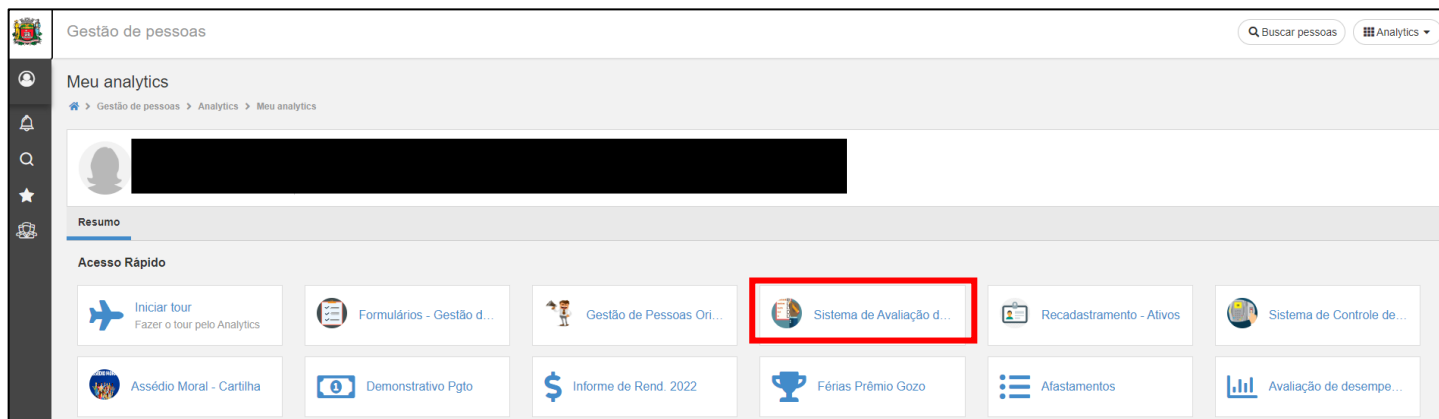 Gestão de pessoas
Buscar pessoas
Analytics
Meu analytics
Gestão de pessoas > Analytics > Meu analytics
Resumo
Acesso Rápido
Iniciar tour
Fazer o tour pelo Analytics
Formulários - Gestão d...
Gestão de Pessoas Ori...
Sistema de Avaliação d...
Recadastramento - Ativos
Sistema de Controle de...
Assédio Moral - Cartilha
Demonstrativo Pgto
Informe de Rend. 2022
Férias Prêmio Gozo
Afastamentos
Avaliação de desempe...